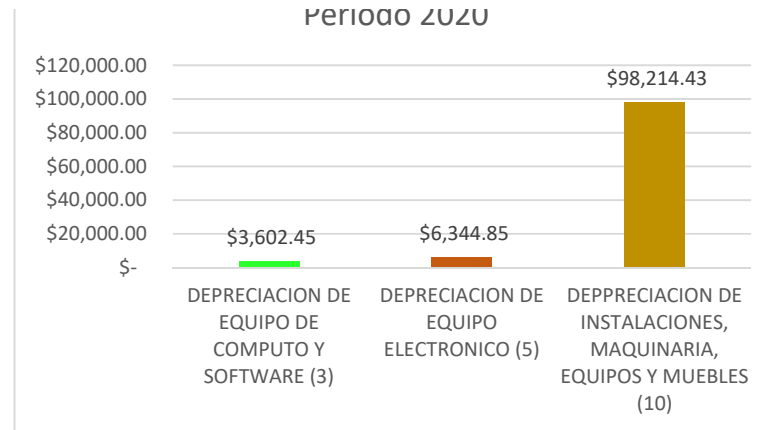 Periodo 2020
$120,000.00
$100,000.00
$80,000.00
$60,000.00
$40,000.00
$20,000.00
$-
$3,602.45
$6,344.85
$98,214.43
DEPRECIACION DE
EQUIPO DE
COMPUTO Y
SOFTWARE (3)
DEPRECIACION DE
EQUIPO
ELECTRONICO (5)
DEPPRECIACION DE
INSTALACIONES,
MAQUINARIA,
EQUIPOS Y MUEBLES
(10)